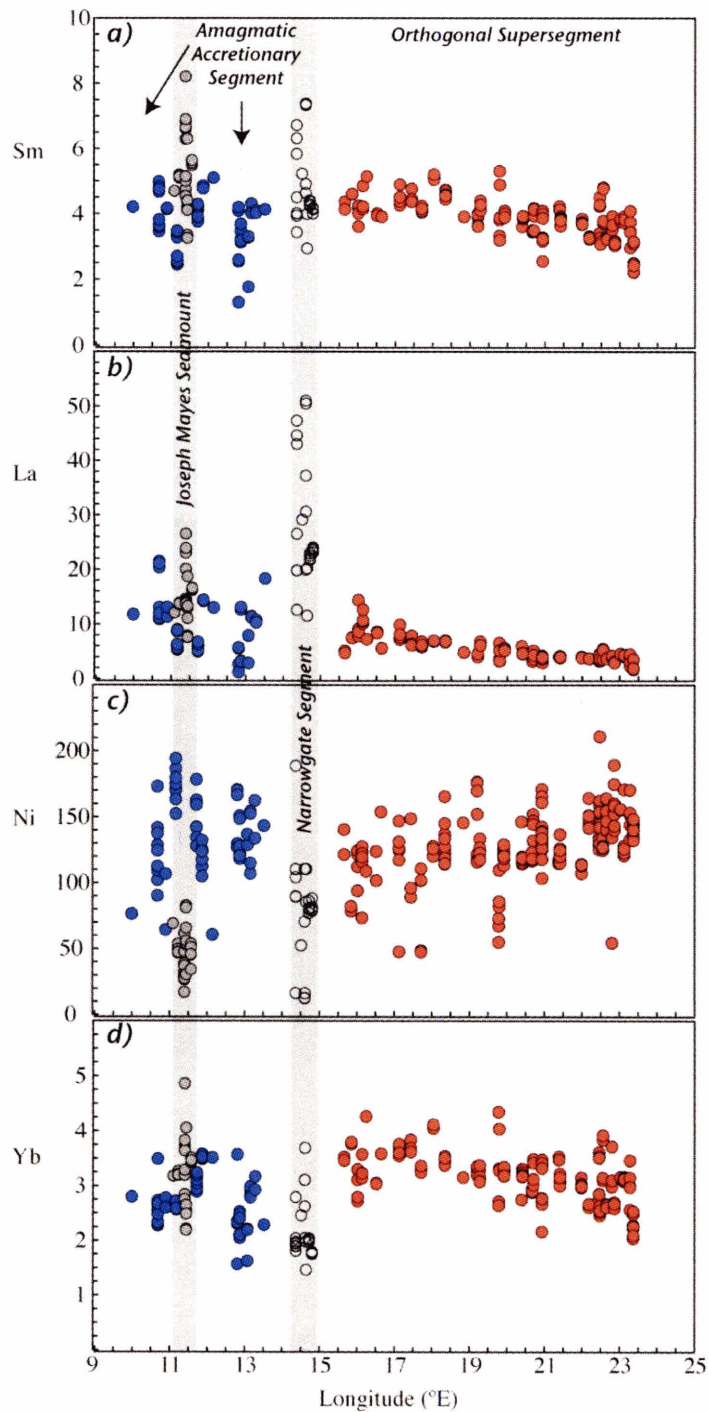 a) Amagmatic Orthogonal Supersegment
Accretionary
Segment
10
8
6
4
2
0
Sm
b)
50
40
30
20
10
0
La
Joseph Mayes Seamount
c)
200
150
100
50
0
Ni
Narrowgate Segment
d)
5
4
3
2
1
Yb
9 11 13 15 17 19 21 23 25
Longitude (°E)